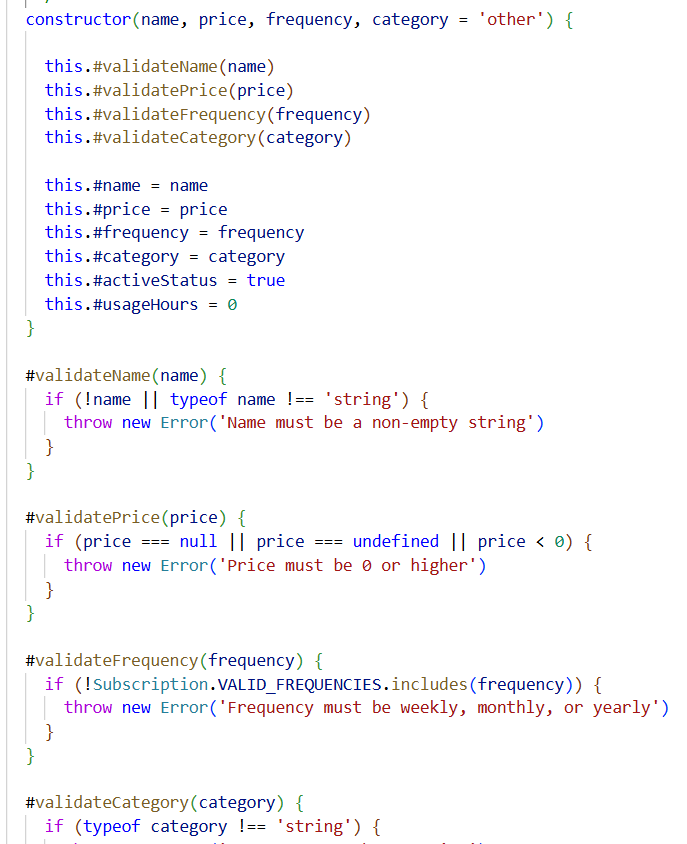 constructor(name, price, frequency, category = 'other') {
this.#validateName(name)
this.#validatePrice(price)
this.#validateFrequency(frequency)
this.#validateCategory(category)
this.#name = name
this.#price = price
this.#frequency = frequency
this.#category = category
this.#activeStatus = true
this.#usageHours = 0
}
#validateName(name) {
if (!name || typeof name !== 'string') {
throw new Error('Name must be a non-empty string')
}
}
#validatePrice(price) {
if (price === null || price === undefined || price < 0) {
throw new Error('Price must be 0 or higher')
}
}
#validateFrequency(frequency) {
if (!Subscription.VALID_FREQUENCIES.includes(frequency)) {
throw new Error('Frequency must be weekly, monthly, or yearly')
}
}
#validateCategory(category) {
if (typeof category !== 'string') {